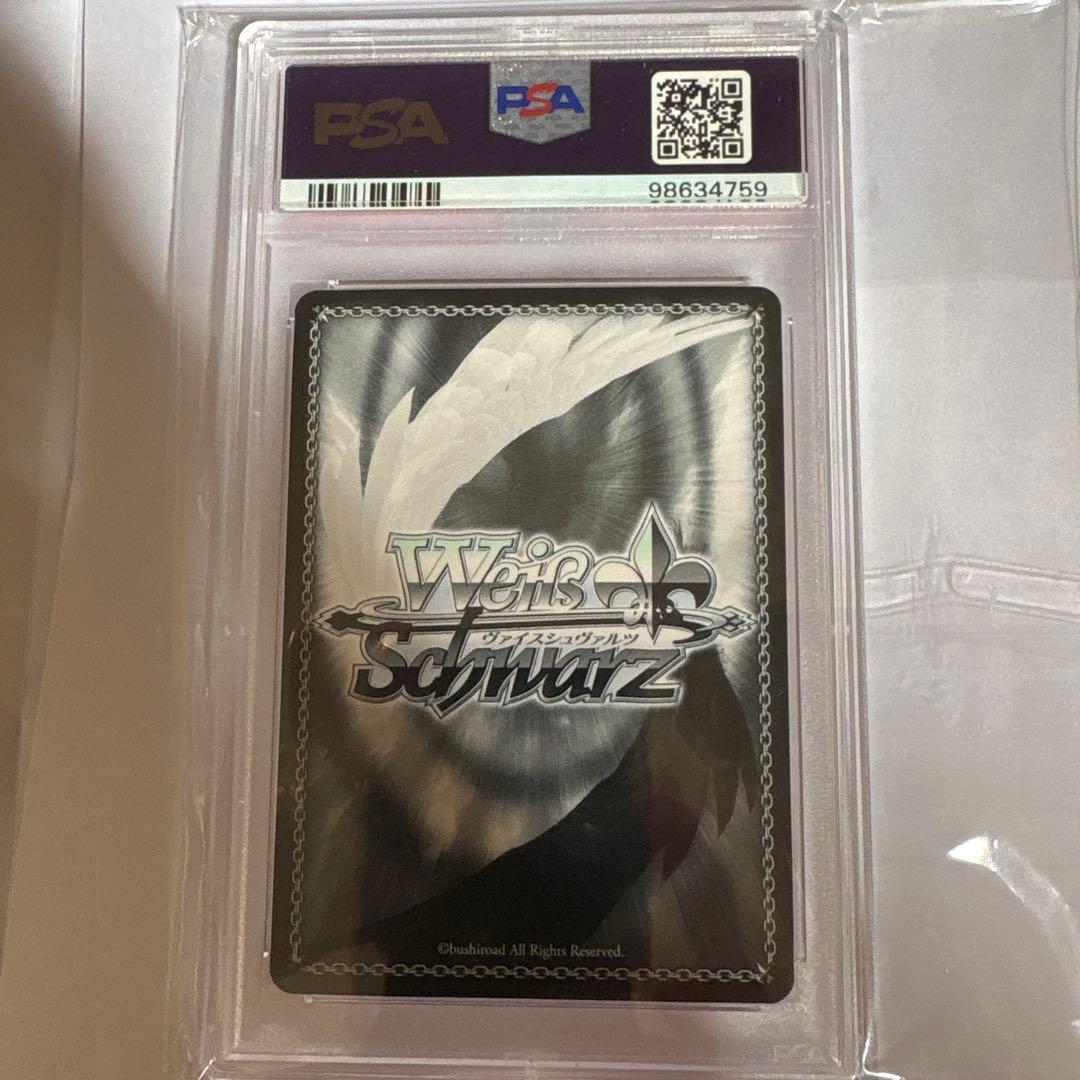 PSA
PSA
98634759
Weiß
ヴァイスシュヴァルツ
Schwarz
©bushiroad All Rights Reserved.
PSA